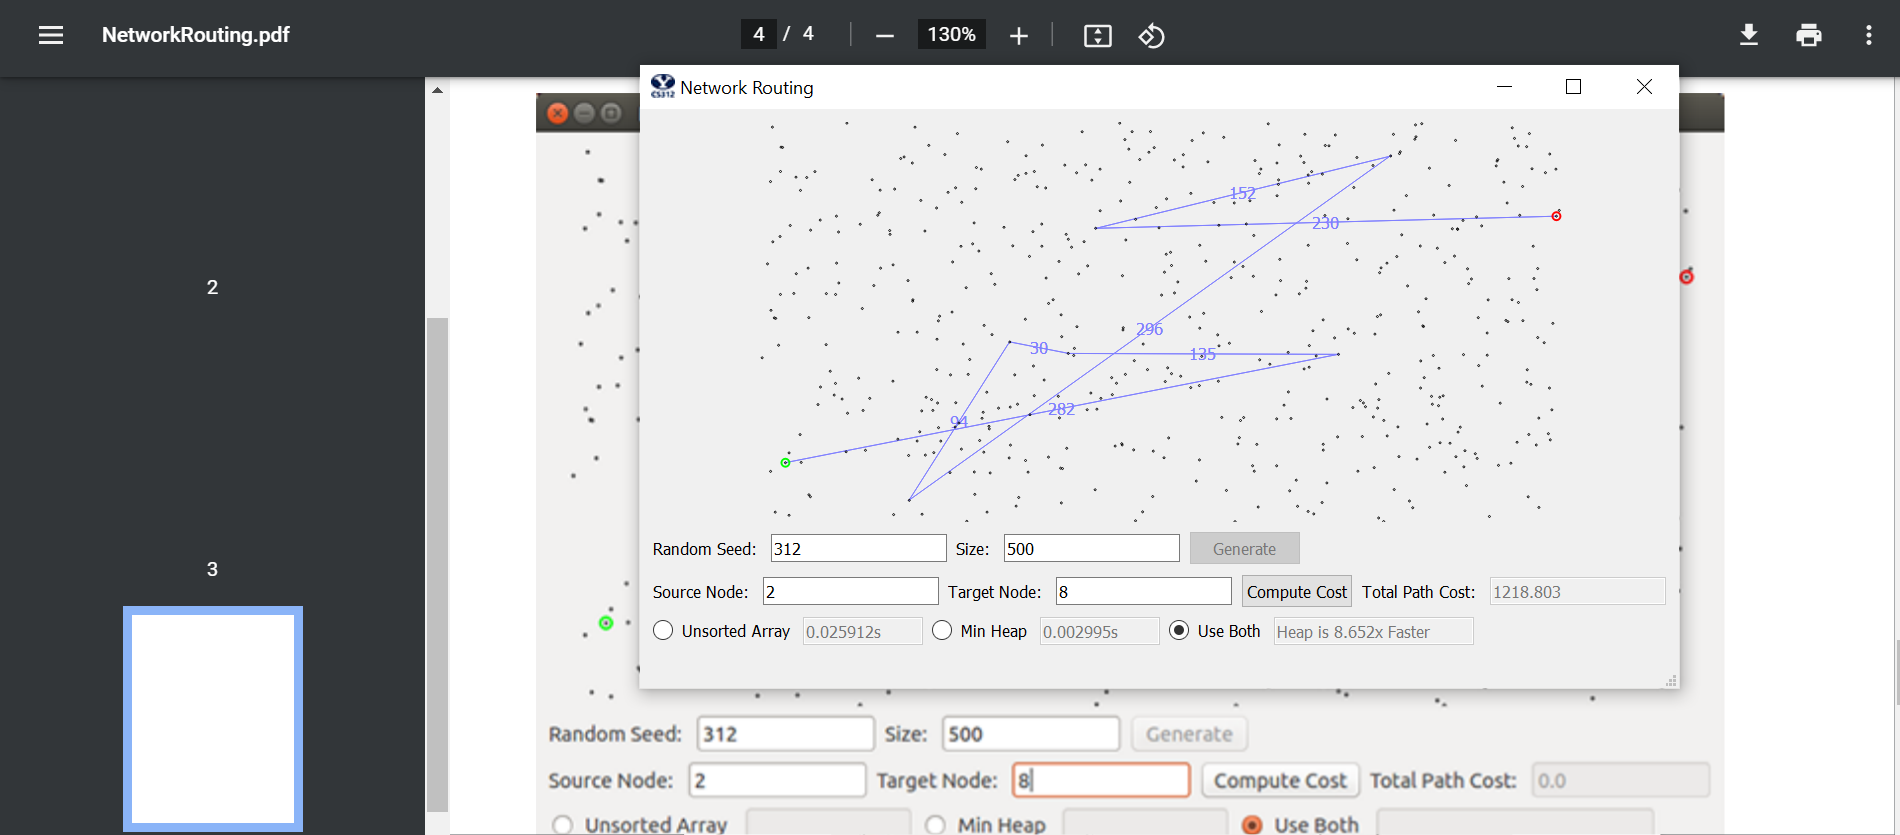 NetworkRouting.pdf
4 / 4
130%
2
3
CS312 Network Routing
152
230
296
30
135
282
94
Random Seed: 312 Size: 500 Generate
Source Node: 2 Target Node: 8 Compute Cost Total Path Cost: 1218.803
Unsorted Array 0.025912s Min Heap 0.002995s Use Both Heap is 8.652x Faster
Random Seed: 312 Size: 500 Generate
Source Node: 2 Target Node: 8 Compute Cost Total Path Cost: 0.0
Unsorted Array Min Heap Use Both